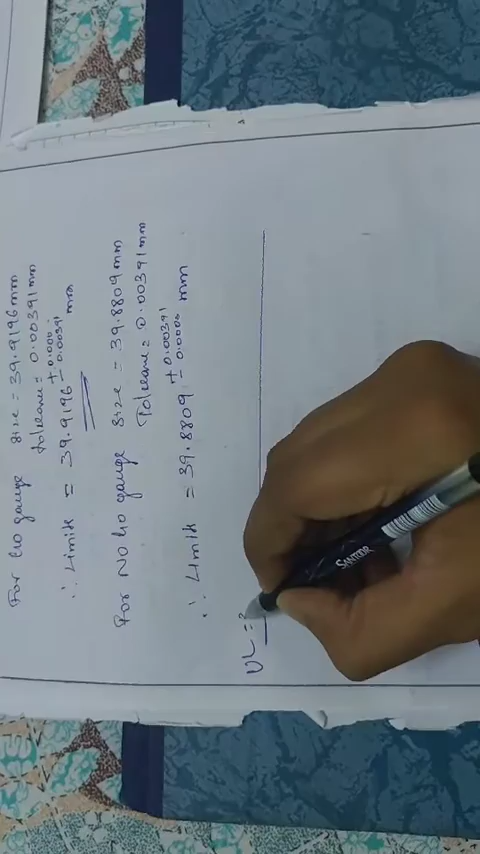 For Go gauge size = 39.9196 mm
Tolerance = 0.00391 mm
∴ Limits = 39.9196 +0.000 -0.00391 mm
For No Go gauge size = 39.8809 mm
Tolerance = 0.00391 mm
∴ Limits = 39.8809 +0.00391 -0.0000 mm
UL =
SANTOOR